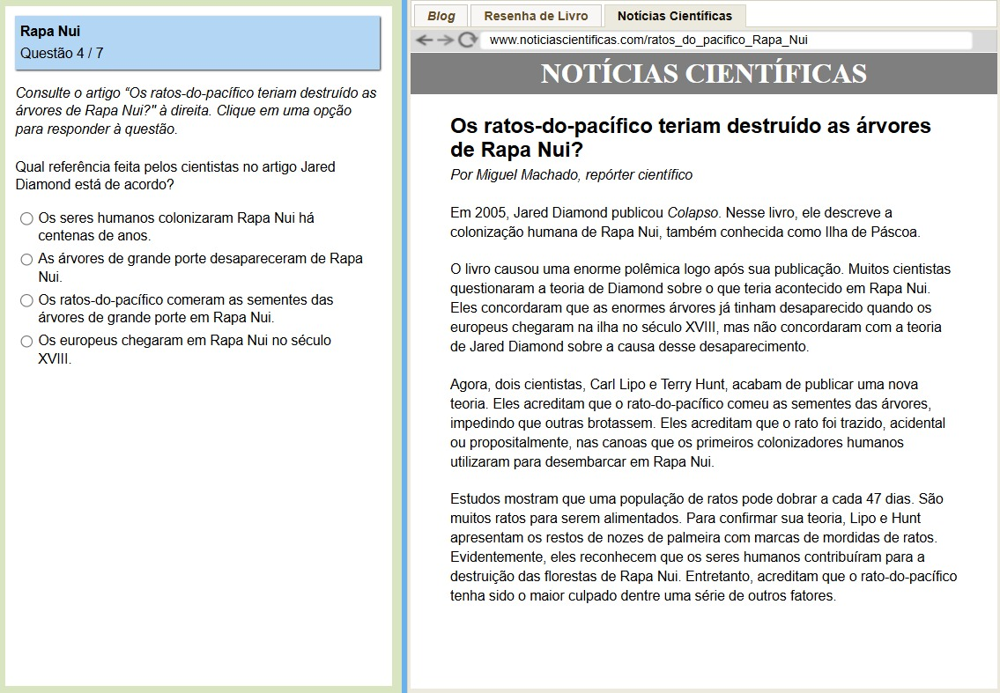 Rapa Nui
Questão 4 / 7
Consulte o artigo "Os ratos-do-pacífico teriam destruído as
árvores de Rapa Nui?" à direita. Clique em uma opção
para responder à questão.
Qual referência feita pelos cientistas no artigo Jared
Diamond está de acordo?
Os seres humanos colonizaram Rapa Nui há
centenas de anos.
As árvores de grande porte desapareceram de Rapa
Nui.
Os ratos-do-pacífico comeram as sementes das
árvores de grande porte em Rapa Nui.
Os europeus chegaram em Rapa Nui no século
XVIII.
Blog
Resenha de Livro
Notícias Científicas
www.noticiascientificas.com/ratos_do_pacifico_Rapa_Nui
NOTÍCIAS CIENTÍFICAS
Os ratos-do-pacífico teriam destruído as árvores
de Rapa Nui?
Por Miguel Machado, repórter científico
Em 2005, Jared Diamond publicou Colapso. Nesse livro, ele descreve a
colonização humana de Rapa Nui, também conhecida como Ilha de Páscoa.
O livro causou uma enorme polêmica logo após sua publicação. Muitos cientistas
questionaram a teoria de Diamond sobre o que teria acontecido em Rapa Nui.
Eles concordaram que as enormes árvores já tinham desaparecido quando os
europeus chegaram na ilha no século XVIII, mas não concordaram com a teoria
de Jared Diamond sobre a causa desse desaparecimento.
Agora, dois cientistas, Carl Lipo e Terry Hunt, acabam de publicar uma nova
teoria. Eles acreditam que o rato-do-pacífico comeu as sementes das árvores,
impedindo que outras brotassem. Eles acreditam que o rato foi trazido, acidental
ou propositalmente, nas canoas que os primeiros colonizadores humanos
utilizaram para desembarcar em Rapa Nui.
Estudos mostram que uma população de ratos pode dobrar a cada 47 dias. São
muitos ratos para serem alimentados. Para confirmar sua teoria, Lipo e Hunt
apresentam os restos de nozes de palmeira com marcas de mordidas de ratos.
Evidentemente, eles reconhecem que os seres humanos contribuíram para a
destruição das florestas de Rapa Nui. Entretanto, acreditam que o rato-do-pacífico
tenha sido o maior culpado dentre uma série de outros fatores.